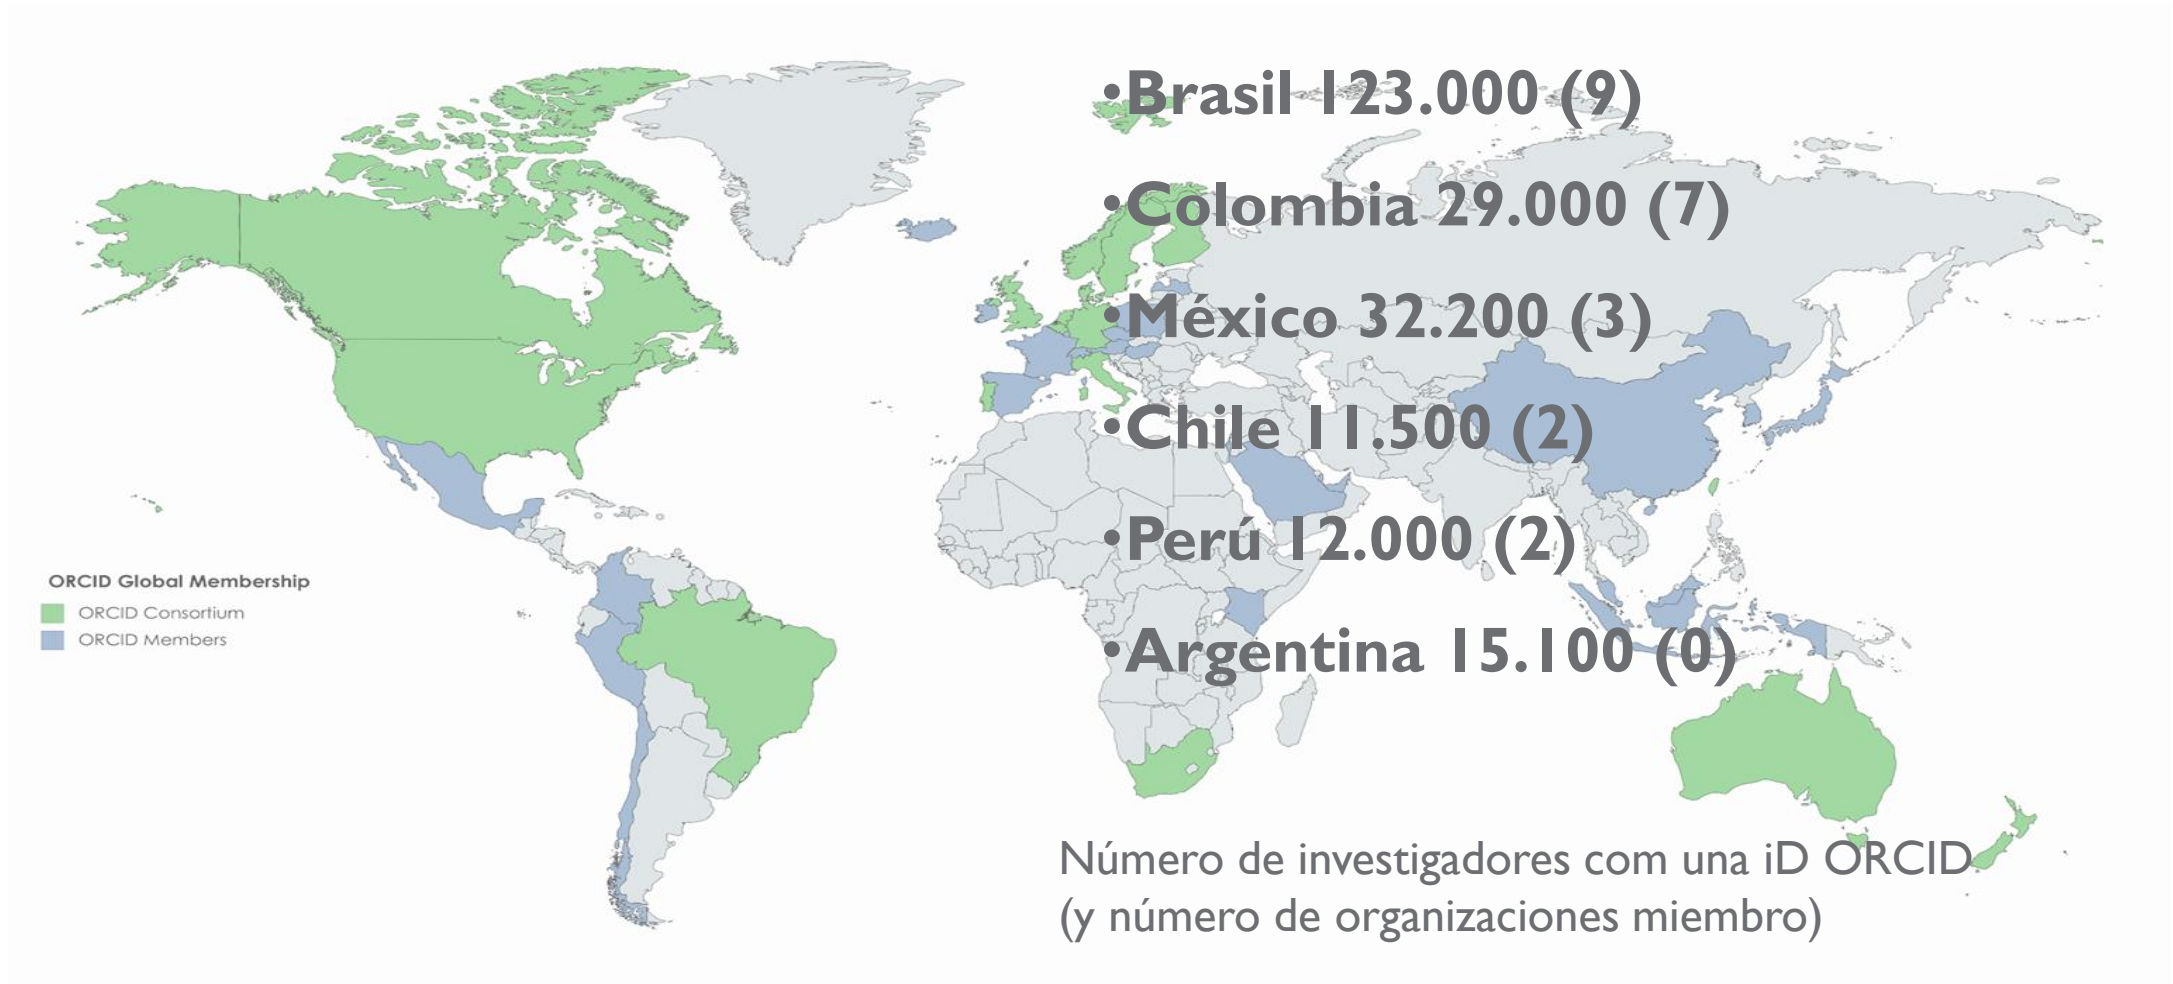 •Brasil 123.000 (9)
•Colombia 29.000 (7)
•México 32.200 (3)
•Chile 11.500 (2)
•Perú 12.000 (2)
•Argentina 15.100 (0)
ORCID Global Membership
ORCID Consortium
ORCID Members
Número de investigadores com una iD ORCID
(y número de organizaciones miembro)